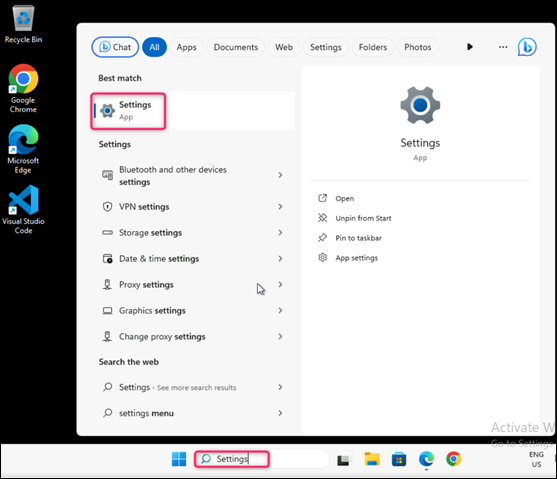 Recycle Bin
Google
Chrome
Microsoft
Edge
Visual Studio
Code
Chat
All
Apps
Documents
Web
Settings
Folders
Photos
Best match
Settings
App
Settings
Bluetooth and other devices
settings
VPN settings
Storage settings
Date & time settings
Proxy settings
Graphics settings
Change proxy settings
Search the web
Settings - See more search results
settings menu
Settings
App
Open
Unpin from Start
Pin to taskbar
App settings
Activate W
Go to Settings
Settings
ENG
US